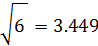 √6 = 3.449